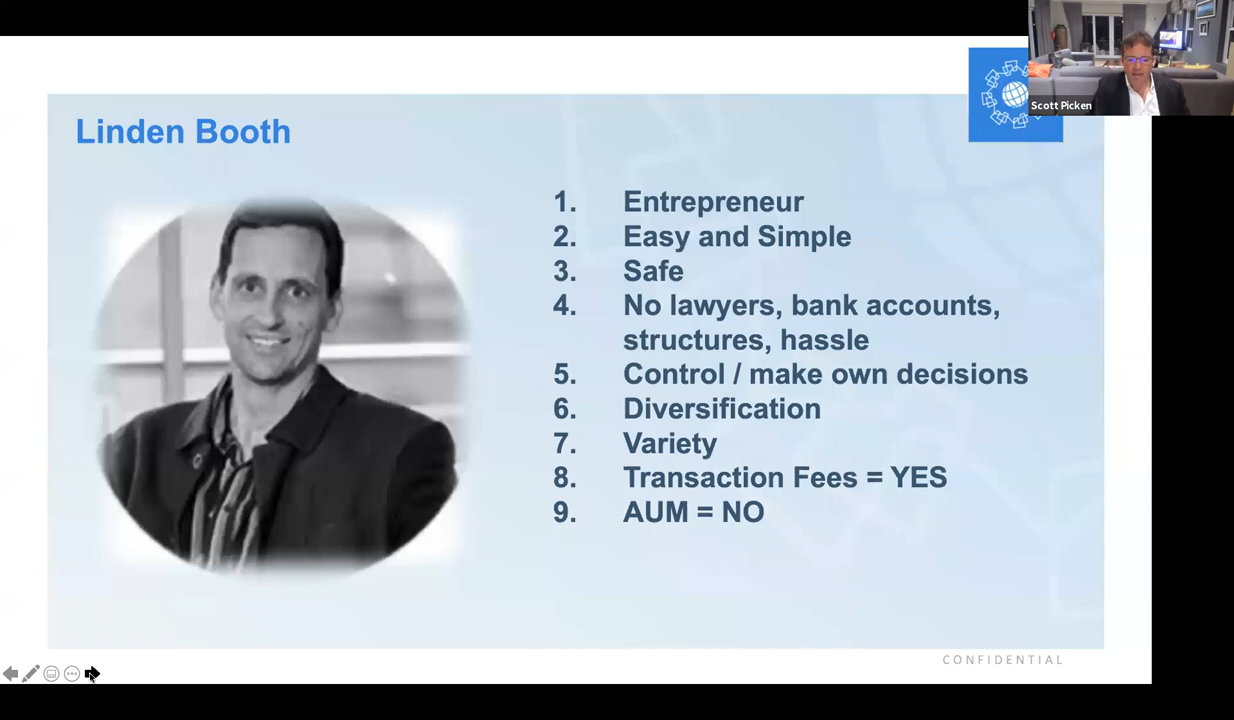 Scott Picken
Linden Booth
1. Entrepreneur
2. Easy and Simple
3. Safe
4. No lawyers, bank accounts,
structures, hassle
5. Control / make own decisions
6. Diversification
7. Variety
8. Transaction Fees = YES
9. AUM = NO
CONFIDENTIAL